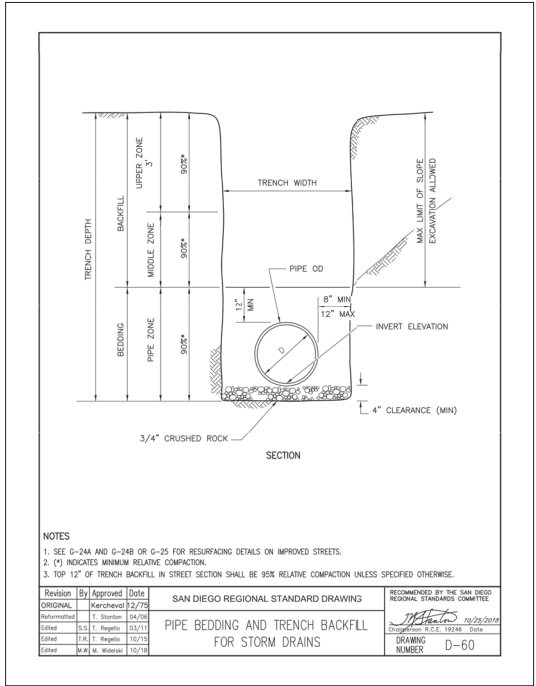 UPPER ZONE
3'
90%*
TRENCH WIDTH
MAX LIMIT OF SLOPE
EXCAVATION ALLOWED
TRENCH DEPTH
BACKFILL
MIDDLE ZONE
90%*
PIPE OD
12"
MIN
8" MIN
12" MAX
INVERT ELEVATION
BEDDING
PIPE ZONE
90%*
D
4" CLEARANCE (MIN)
3/4" CRUSHED ROCK
SECTION
NOTES
1. SEE G-24A AND G-24B OR G-25 FOR RESURFACING DETAILS ON IMPROVED STREETS.
2. (*) INDICATES MINIMUM RELATIVE COMPACTION.
3. TOP 12" OF TRENCH BACKFILL IN STREET SECTION SHALL BE 95% RELATIVE COMPACTION UNLESS SPECIFIED OTHERWISE.
Revision By Approved Date
ORIGINAL Kercheval 12/75
Reformatted T. Stanton 04/06
Edited S.S. T. Regello 03/11
Edited T.R. T. Regello 10/15
Edited M.W. M. Widelski 10/18
SAN DIEGO REGIONAL STANDARD DRAWING
PIPE BEDDING AND TRENCH BACKFILL
FOR STORM DRAINS
RECOMMENDED BY THE SAN DIEGO
REGIONAL STANDARDS COMMITTEE
10/25/2018
Chairperson R.C.E. 19246 Date
DRAWING
NUMBER D-60